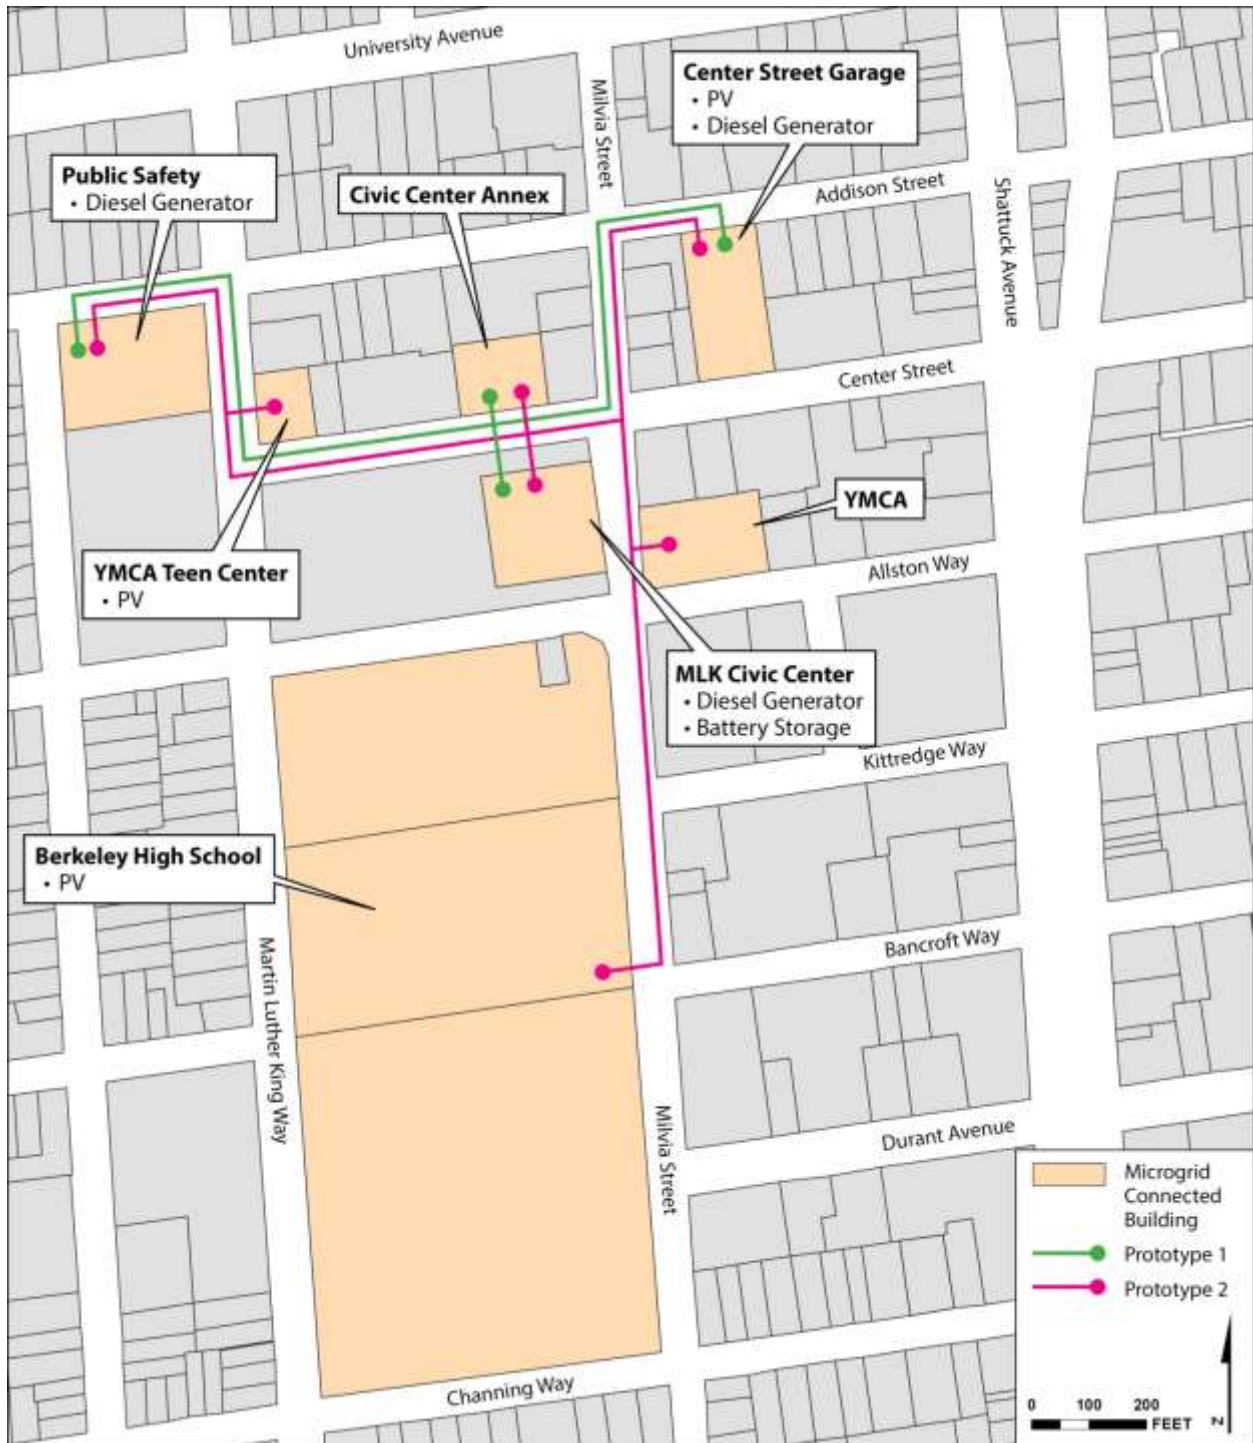 University Avenue
Milvia Street
Center Street Garage
• PV
• Diesel Generator
Public Safety
• Diesel Generator
Civic Center Annex
Addison Street
Shattuck Avenue
Center Street
YMCA
YMCA Teen Center
• PV
Allston Way
MLK Civic Center
• Diesel Generator
• Battery Storage
Kittredge Way
Berkeley High School
• PV
Martin Luther King Way
Bancroft Way
Milvia Street
Durant Avenue
Channing Way
Microgrid
Connected
Building
Prototype 1
Prototype 2
0 100 200
FEET
N